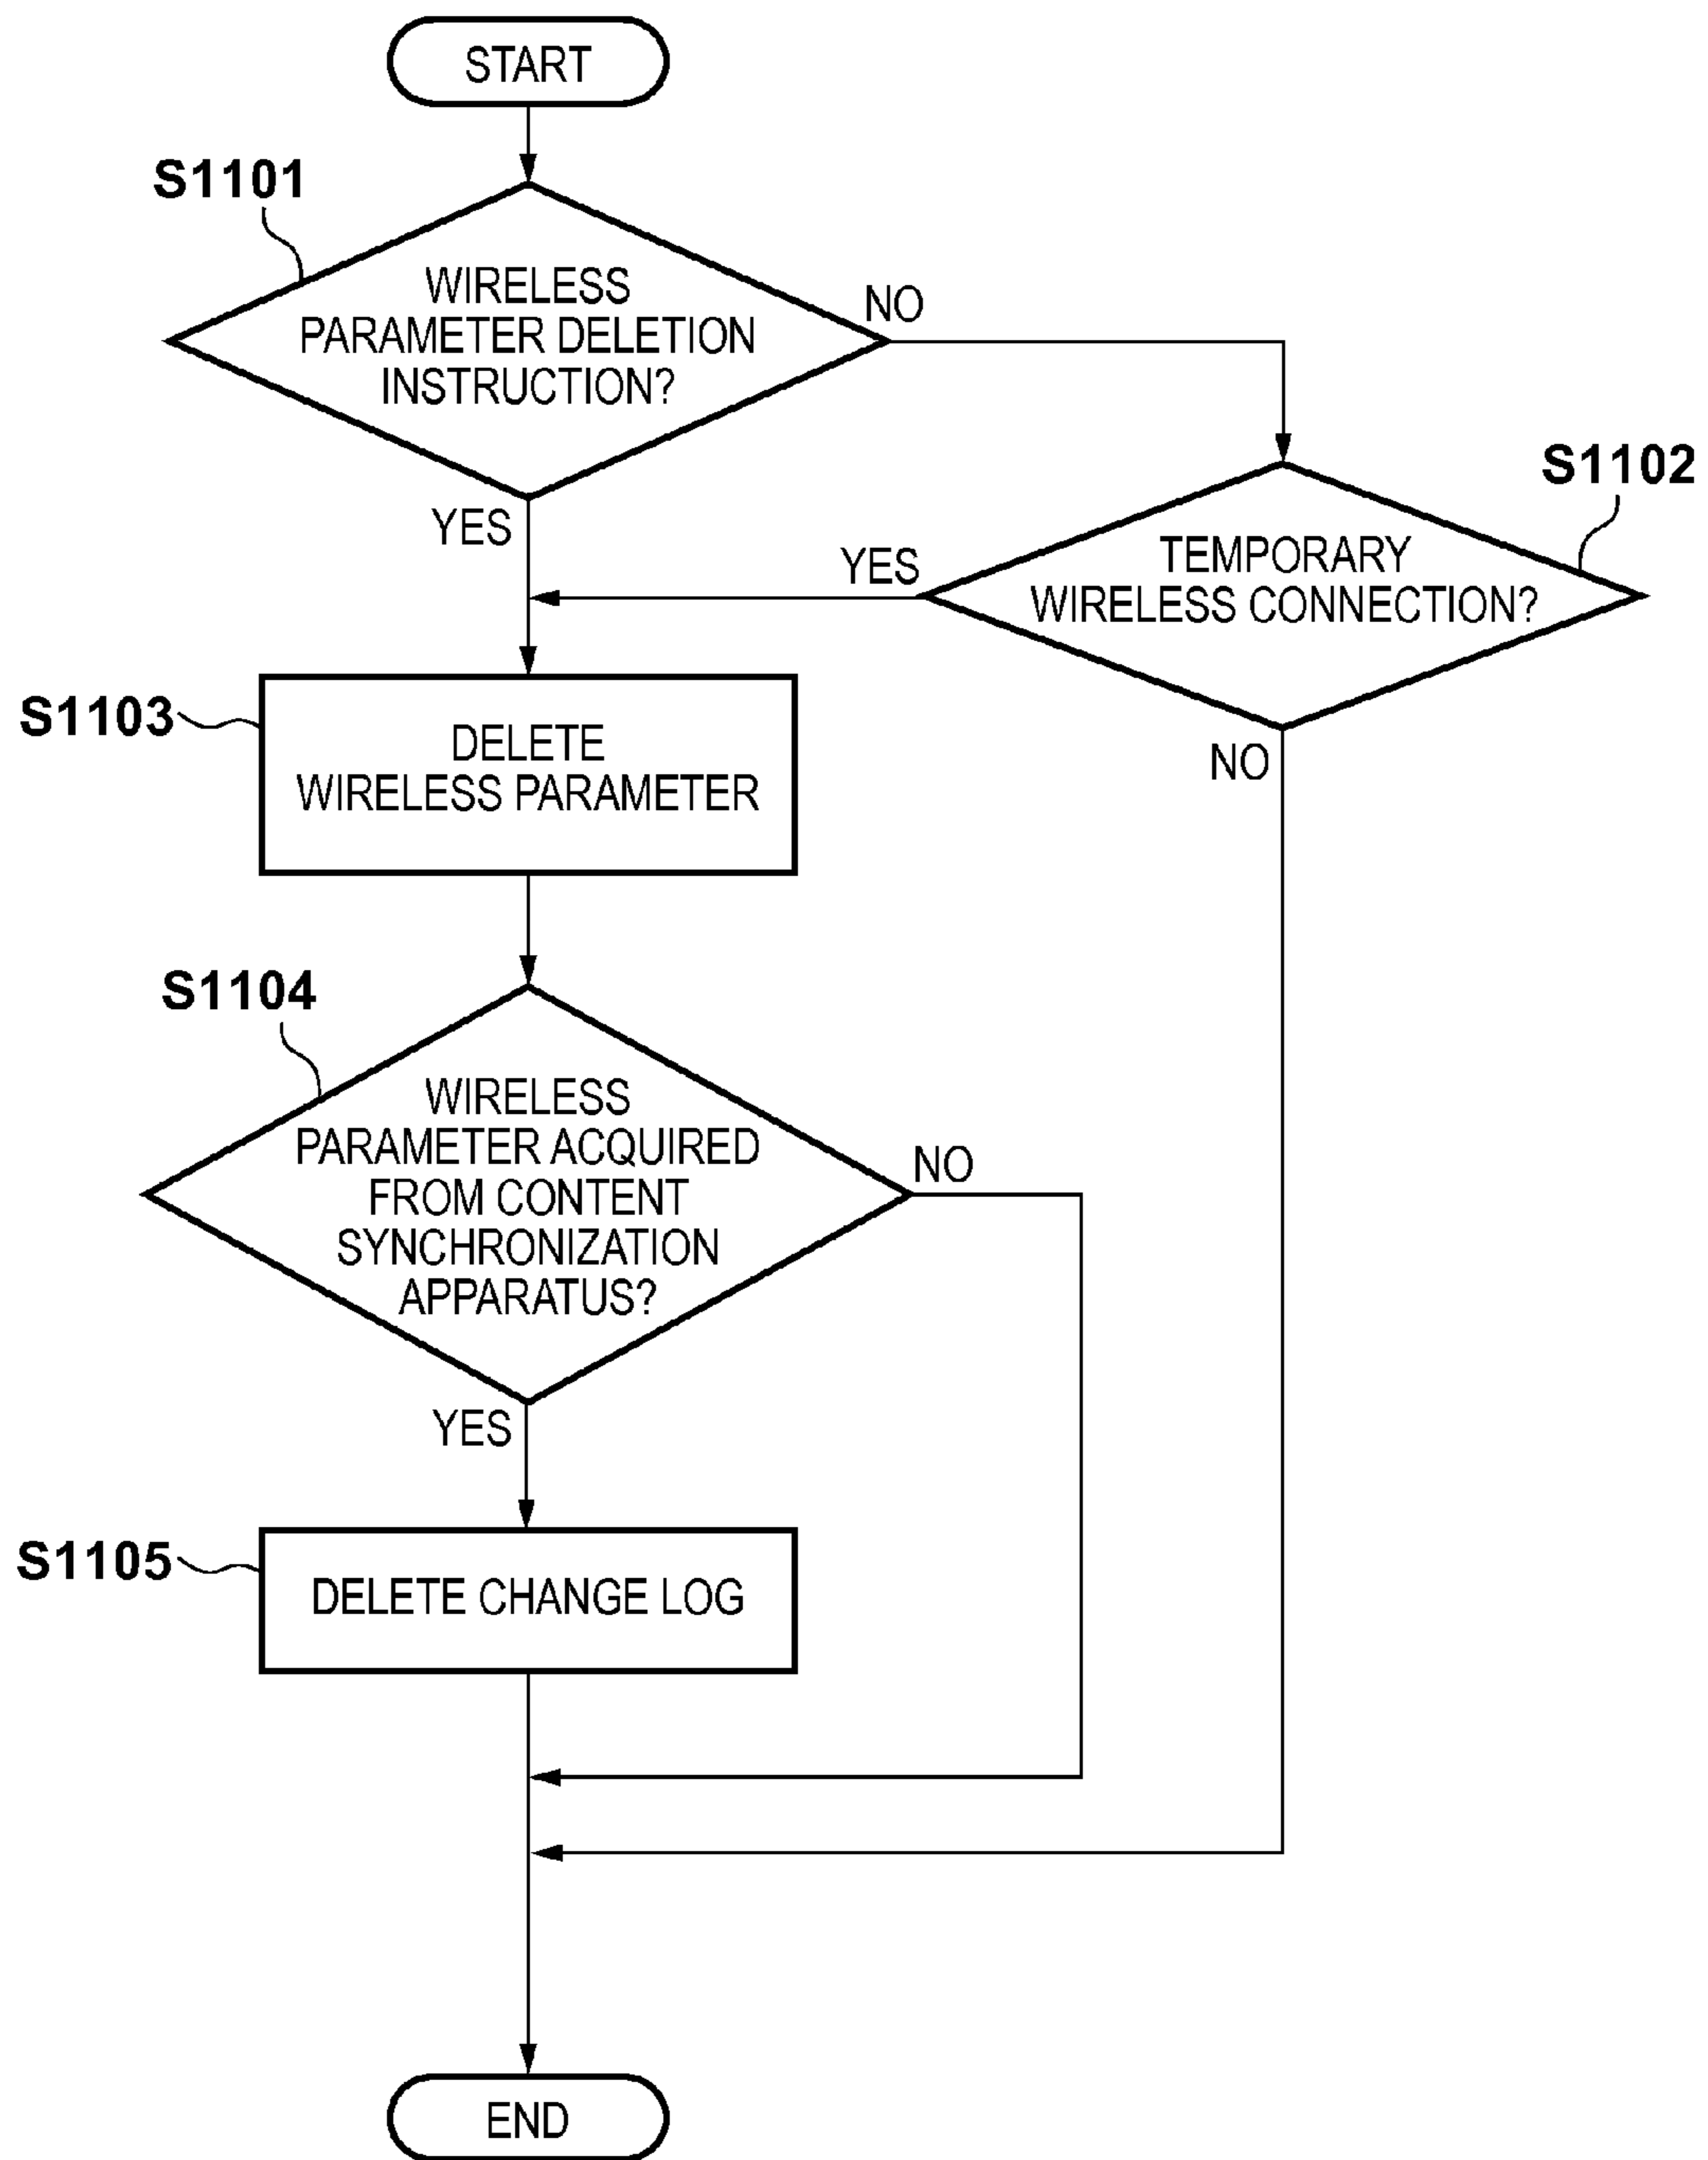 START
S1101
WIRELESS
PARAMETER DELETION
INSTRUCTION?
NO
YES
S1102
TEMPORARY
WIRELESS CONNECTION?
YES
NO
S1103
DELETE
WIRELESS PARAMETER
S1104
WIRELESS
PARAMETER ACQUIRED
FROM CONTENT
SYNCHRONIZATION
APPARATUS?
NO
YES
S1105
DELETE CHANGE LOG
END